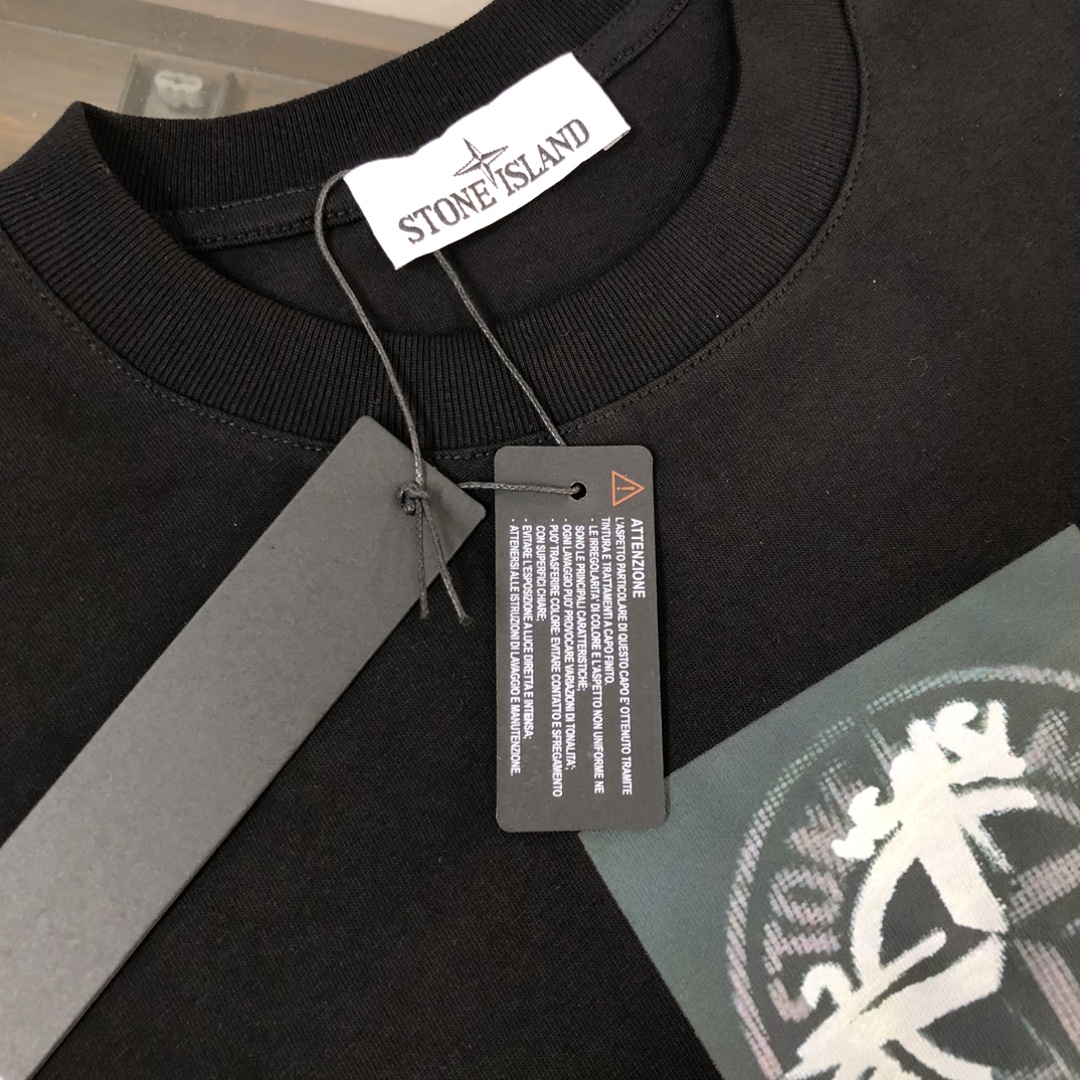 STONE ISLAND
ATTENZIONE
L'ASPETTO PARTICOLARE DI QUESTO CAPO E' OTTENUTO TRAMITE
TINTURA E TRATTAMENTI A CAPO FINITO.
- LE IRREGOLARITA' DI COLORE E L'ASPETTO NON UNIFORME NE
SONO LE PRINCIPALI CARATTERISTICHE;
- OGNI LAVAGGIO PUO' PROVOCARE VARIAZIONI DI TONALITA';
- PUO' TRASFERIRE COLORE: EVITARE CONTATTO E SFREGAMENTO
CON SUPERFICI CHIARE;
- EVITARE L'ESPOSIZIONE A LUCE DIRETTA E INTENSA;
- ATTENERSI ALLE ISTRUZIONI DI LAVAGGIO E MANUTENZIONE.
STO